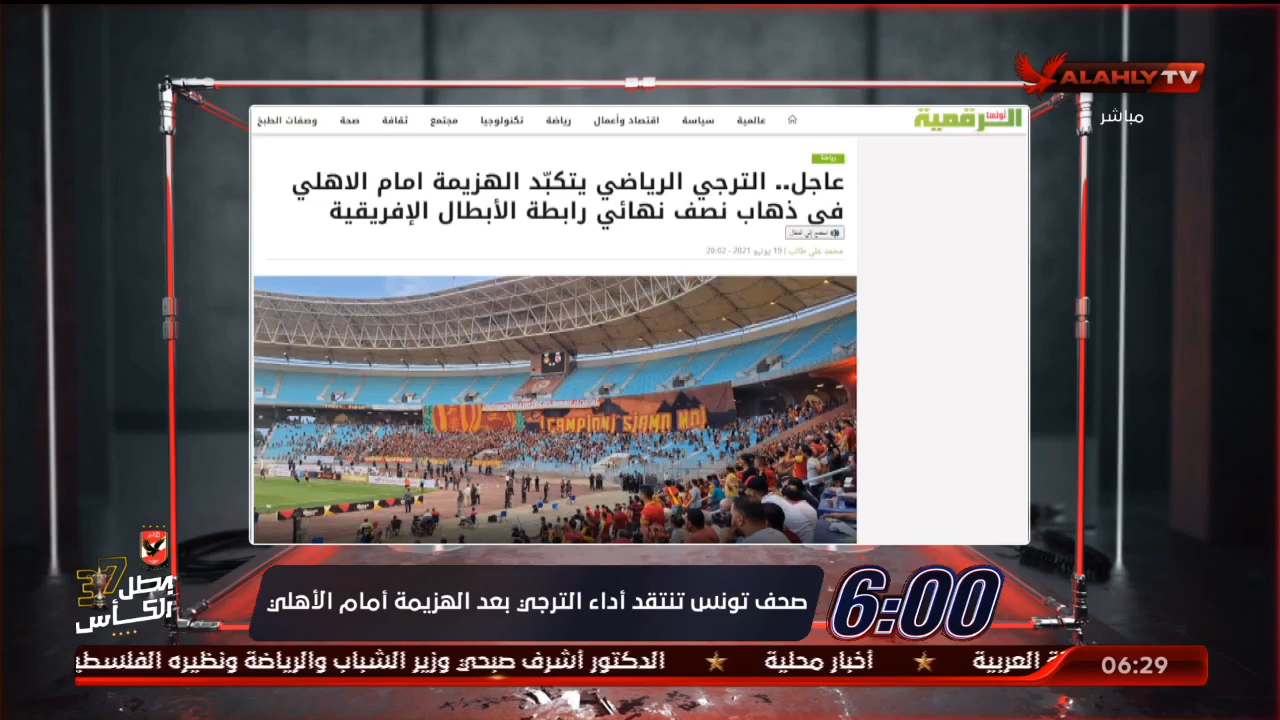 ALAHLY TV
مباشر
تونس الرقمية
عالمية سياسة اقتصاد وأعمال رياضة تكنولوجيا مجتمع ثقافة صحة وصفات الطبخ
رياضة
عاجل.. الترجي الرياضي يتكبّد الهزيمة امام الاهلي
في ذهاب نصف نهائي رابطة الأبطال الإفريقية
استمع إلى المقال
محمد علي طالب | 19 يونيو 2021 - 20:02
I CAMPIONI SIAMO NOI
37
بطل
الكأس
صحف تونس تنتقد أداء الترجي بعد الهزيمة أمام الأهلي
6:00
العربية ★ أخبار محلية ★ الدكتور أشرف صبحي وزير الشباب والرياضة ونظيره
06:29